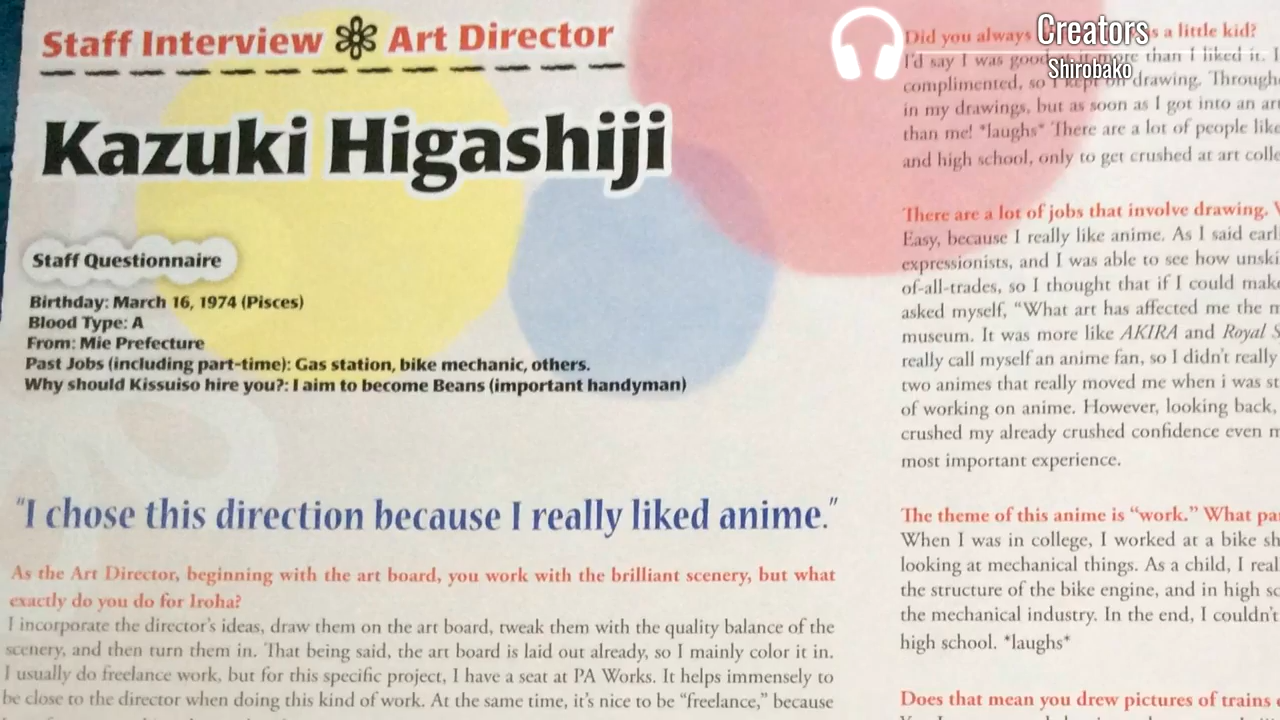 Staff Interview Art Director
Kazuki Higashiji
Staff Questionnaire
Birthday: March 16, 1974 (Pisces)
Blood Type: A
From: Mie Prefecture
Past Jobs (including part-time): Gas station, bike mechanic, others.
Why should Kissuiso hire you?: I aim to become Beans (important handyman)
"I chose this direction because I really liked anime."
As the Art Director, beginning with the art board, you work with the brilliant scenery, but what
exactly do you do for Iroha?
I incorporate the director's ideas, draw them on the art board, tweak them with the quality balance of the
scenery, and then turn them in. That being said, the art board is laid out already, so I mainly color it in.
I usually do freelance work, but for this specific project, I have a seat at PA Works. It helps immensely to
be close to the director when doing this kind of work. At the same time, it's nice to be "freelance," because
Creators
Shirobako
Did you always s a little kid?
I'd say I was good more than I liked it.
complimented, so I kept on drawing.
in my drawings, but as soon as I got into an
than me! *laughs* There are a lot of people like
and high school, only to get crushed at art
There are a lot of jobs that involve drawing.
Easy, because I really like anime. As I said
expressionists, and I was able to see how
of-all-trades, so I thought that if I could
asked myself, "What art has affected me the
museum. It was more like AKIRA and Royal
really call myself an anime fan, so I didn't really
two animes that really moved me when i was
of working on anime. However, looking back,
crushed my already crushed confidence even
most important experience.
The theme of this anime is "work." What
When I was in college, I worked at a bike
looking at mechanical things. As a child, I
the structure of the bike engine, and in high
the mechanical industry. In the end, I couldn't
high school. *laughs*
Does that mean you drew pictures of trains